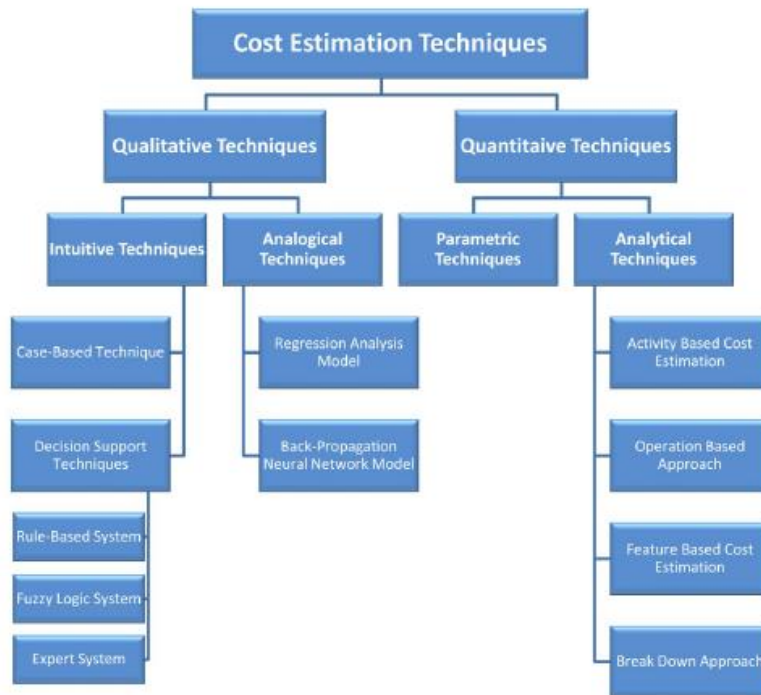 Cost Estimation Techniques
Qualitative Techniques
Quantitaive Techniques
Intuitive Techniques
Analogical
Techniques
Parametric
Techniques
Analytical
Techniques
Case-Based Technique
Regression Analysis
Model
Activity Based Cost
Estimation
Decision Support
Techniques
Back-Propagation
Neural Network Model
Operation Based
Approach
Rule-Based System
Feature Based Cost
Estimation
Fuzzy Logic System
Expert System
Break Down Approach